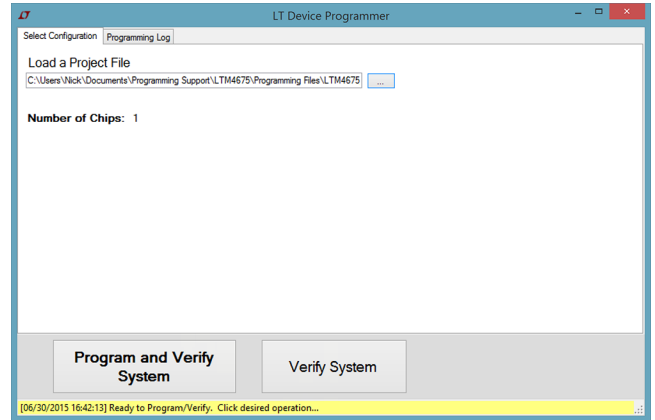 LT Device Programmer
Select Configuration Programming Log
Load a Project File
C:\Users\Nick\Documents\Programming Support\LTM4675\Programming Files\LTM4675 ...
Number of Chips: 1
Program and Verify
System
Verify System
[06/30/2015 16:42:13] Ready to Program/Verify. Click desired operation...